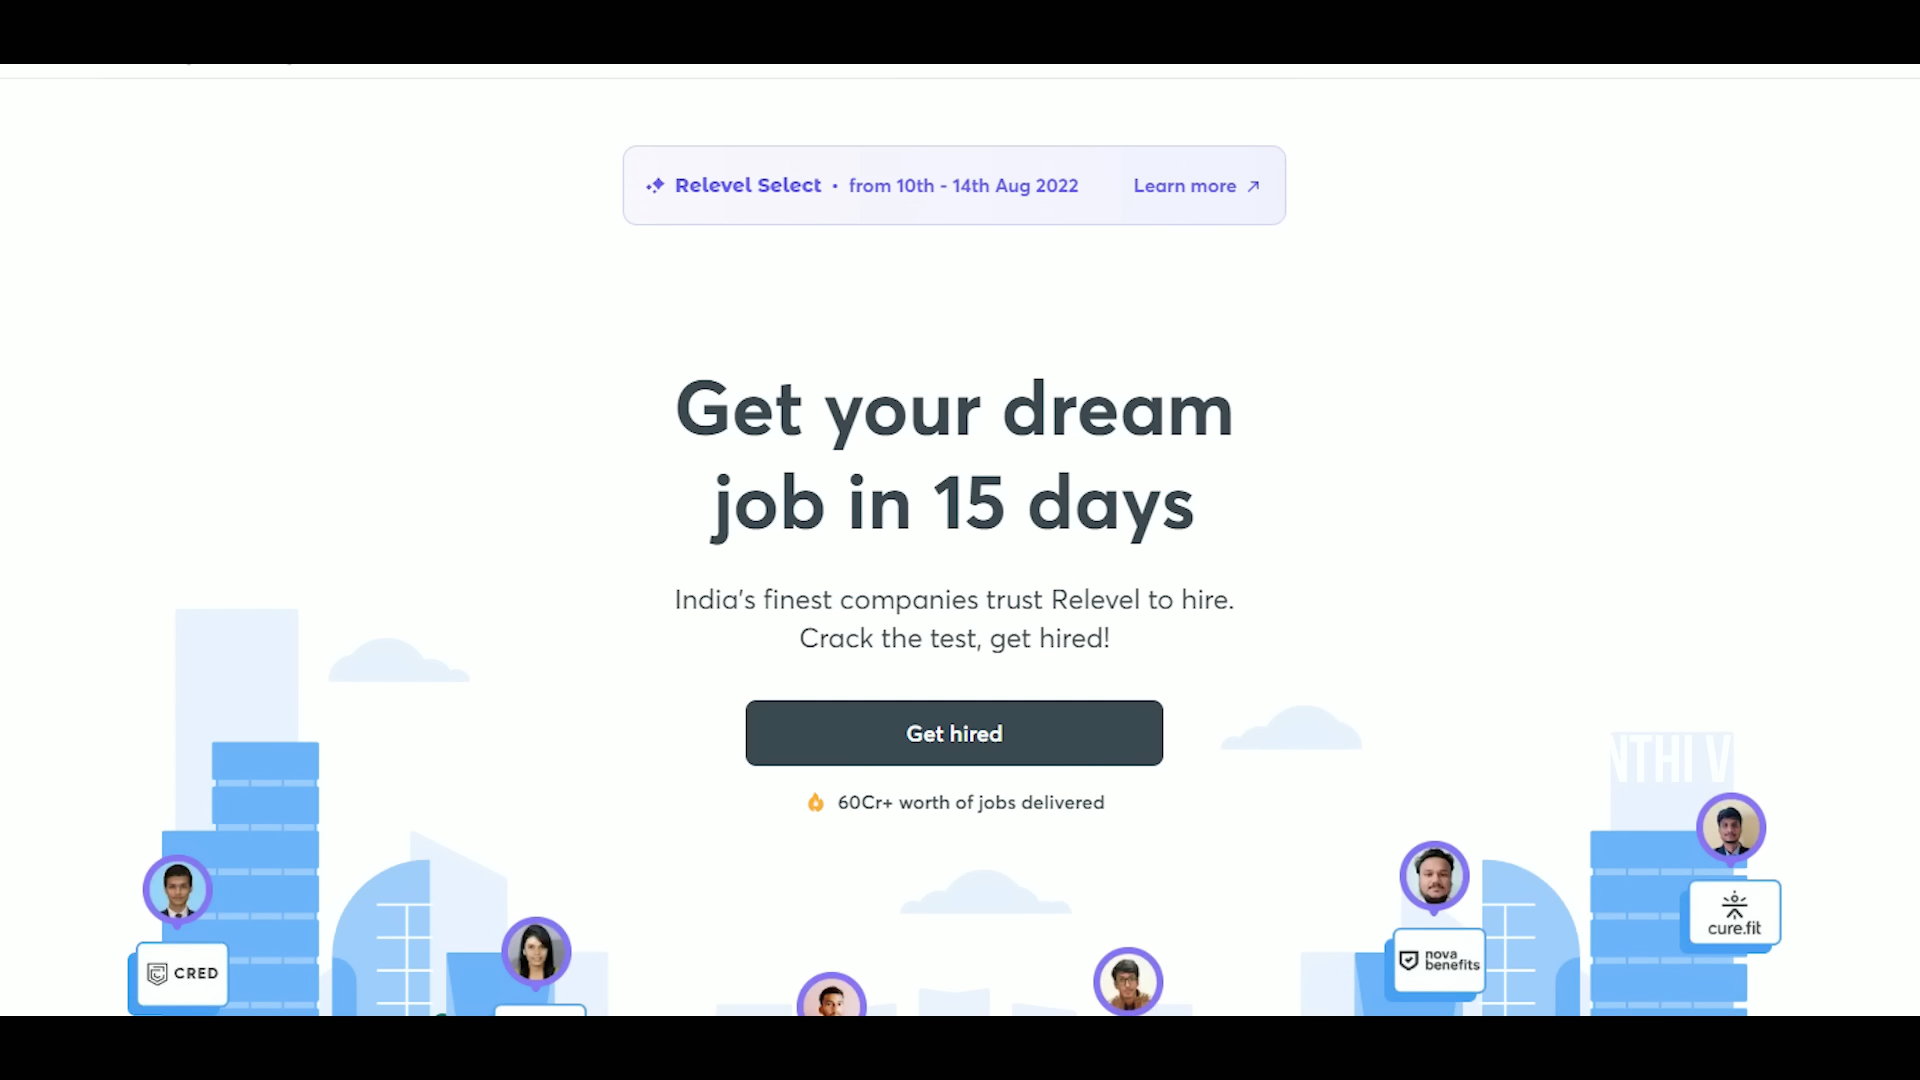 Relevel Select • from 10th - 14th Aug 2022 Learn more ↗
Get your dream
job in 15 days
India's finest companies trust Relevel to hire.
Crack the test, get hired!
Get hired
60Cr+ worth of jobs delivered
NTHI V
CRED
nova
benefits
cure.fit